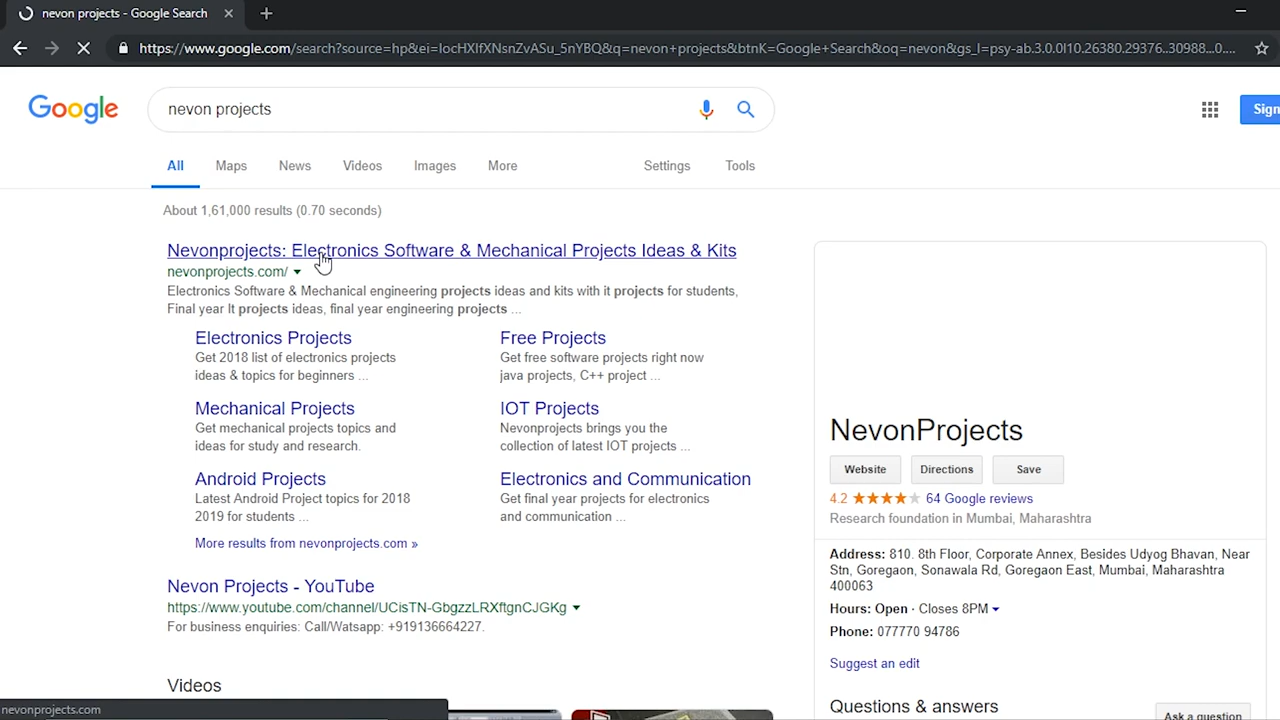 nevon projects - Google Search
https://www.google.com/search?source=hp&ei=IocHXIfXNsnZvASu_5nYBQ&q=nevon+projects&btnK=Google+Search&oq=nevon&gs_l=psy-ab.3.0.0l10.26380.29376..30988...0....
Google
nevon projects
Sign
All Maps News Videos Images More Settings Tools
About 1,61,000 results (0.70 seconds)
Nevonprojects: Electronics Software & Mechanical Projects Ideas & Kits
nevonprojects.com/
Electronics Software & Mechanical engineering projects ideas and kits with it projects for students,
Final year It projects ideas, final year engineering projects ...
Electronics Projects
Get 2018 list of electronics projects
ideas & topics for beginners ...
Free Projects
Get free software projects right now
java projects, C++ project ...
Mechanical Projects
Get mechanical projects topics and
ideas for study and research.
IOT Projects
Nevonprojects brings you the
collection of latest IOT projects ...
Android Projects
Latest Android Project topics for 2018
2019 for students ...
Electronics and Communication
Get final year projects for electronics
and communication ...
More results from nevonprojects.com »
Nevon Projects - YouTube
https://www.youtube.com/channel/UCisTN-GbgzzLRXftgnCJGKg
For business enquiries: Call/Watsapp: +919136664227.
Videos
NevonProjects
Website Directions Save
4.2 64 Google reviews
Research foundation in Mumbai, Maharashtra
Address: 810. 8th Floor, Corporate Annex, Besides Udyog Bhavan, Near
Stn, Goregaon, Sonawala Rd, Goregaon East, Mumbai, Maharashtra
400063
Hours: Open · Closes 8PM
Phone: 077770 94786
Suggest an edit
Questions & answers
Ask a question
nevonprojects.com